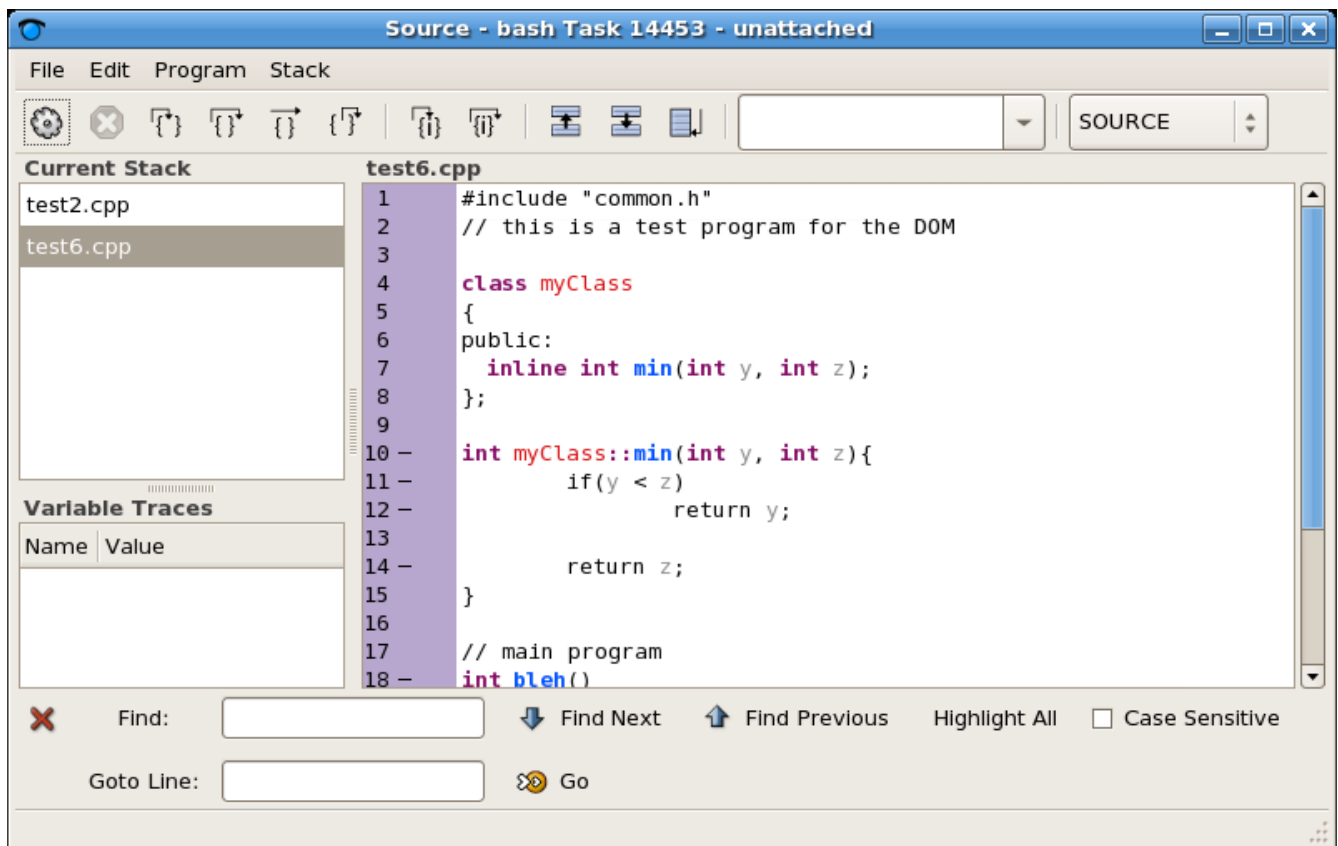 Source - bash Task 14453 - unattached
File Edit Program Stack
SOURCE
Current Stack
test2.cpp
test6.cpp
Variable Traces
Name Value
test6.cpp
1 #include "common.h"
2 // this is a test program for the DOM
3
4 class myClass
5 {
6 public:
7 inline int min(int y, int z);
8 };
9
10 – int myClass::min(int y, int z){
11 – if(y < z)
12 – return y;
13
14 – return z;
15 }
16
17 // main program
18 – int bleh()
Find: Find Next Find Previous Highlight All Case Sensitive
Goto Line: Go